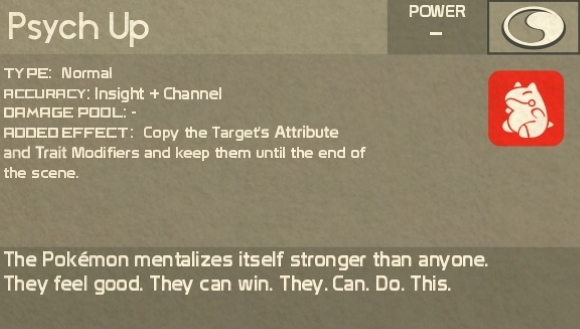 Psych Up
POWER
–
TYPE: Normal
ACCURACY: Insight + Channel
DAMAGE POOL: -
ADDED EFFECT: Copy the Target's Attribute
and Trait Modifiers and keep them until the end of
the scene.
The Pokémon mentalizes itself stronger than anyone.
They feel good. They can win. They. Can. Do. This.